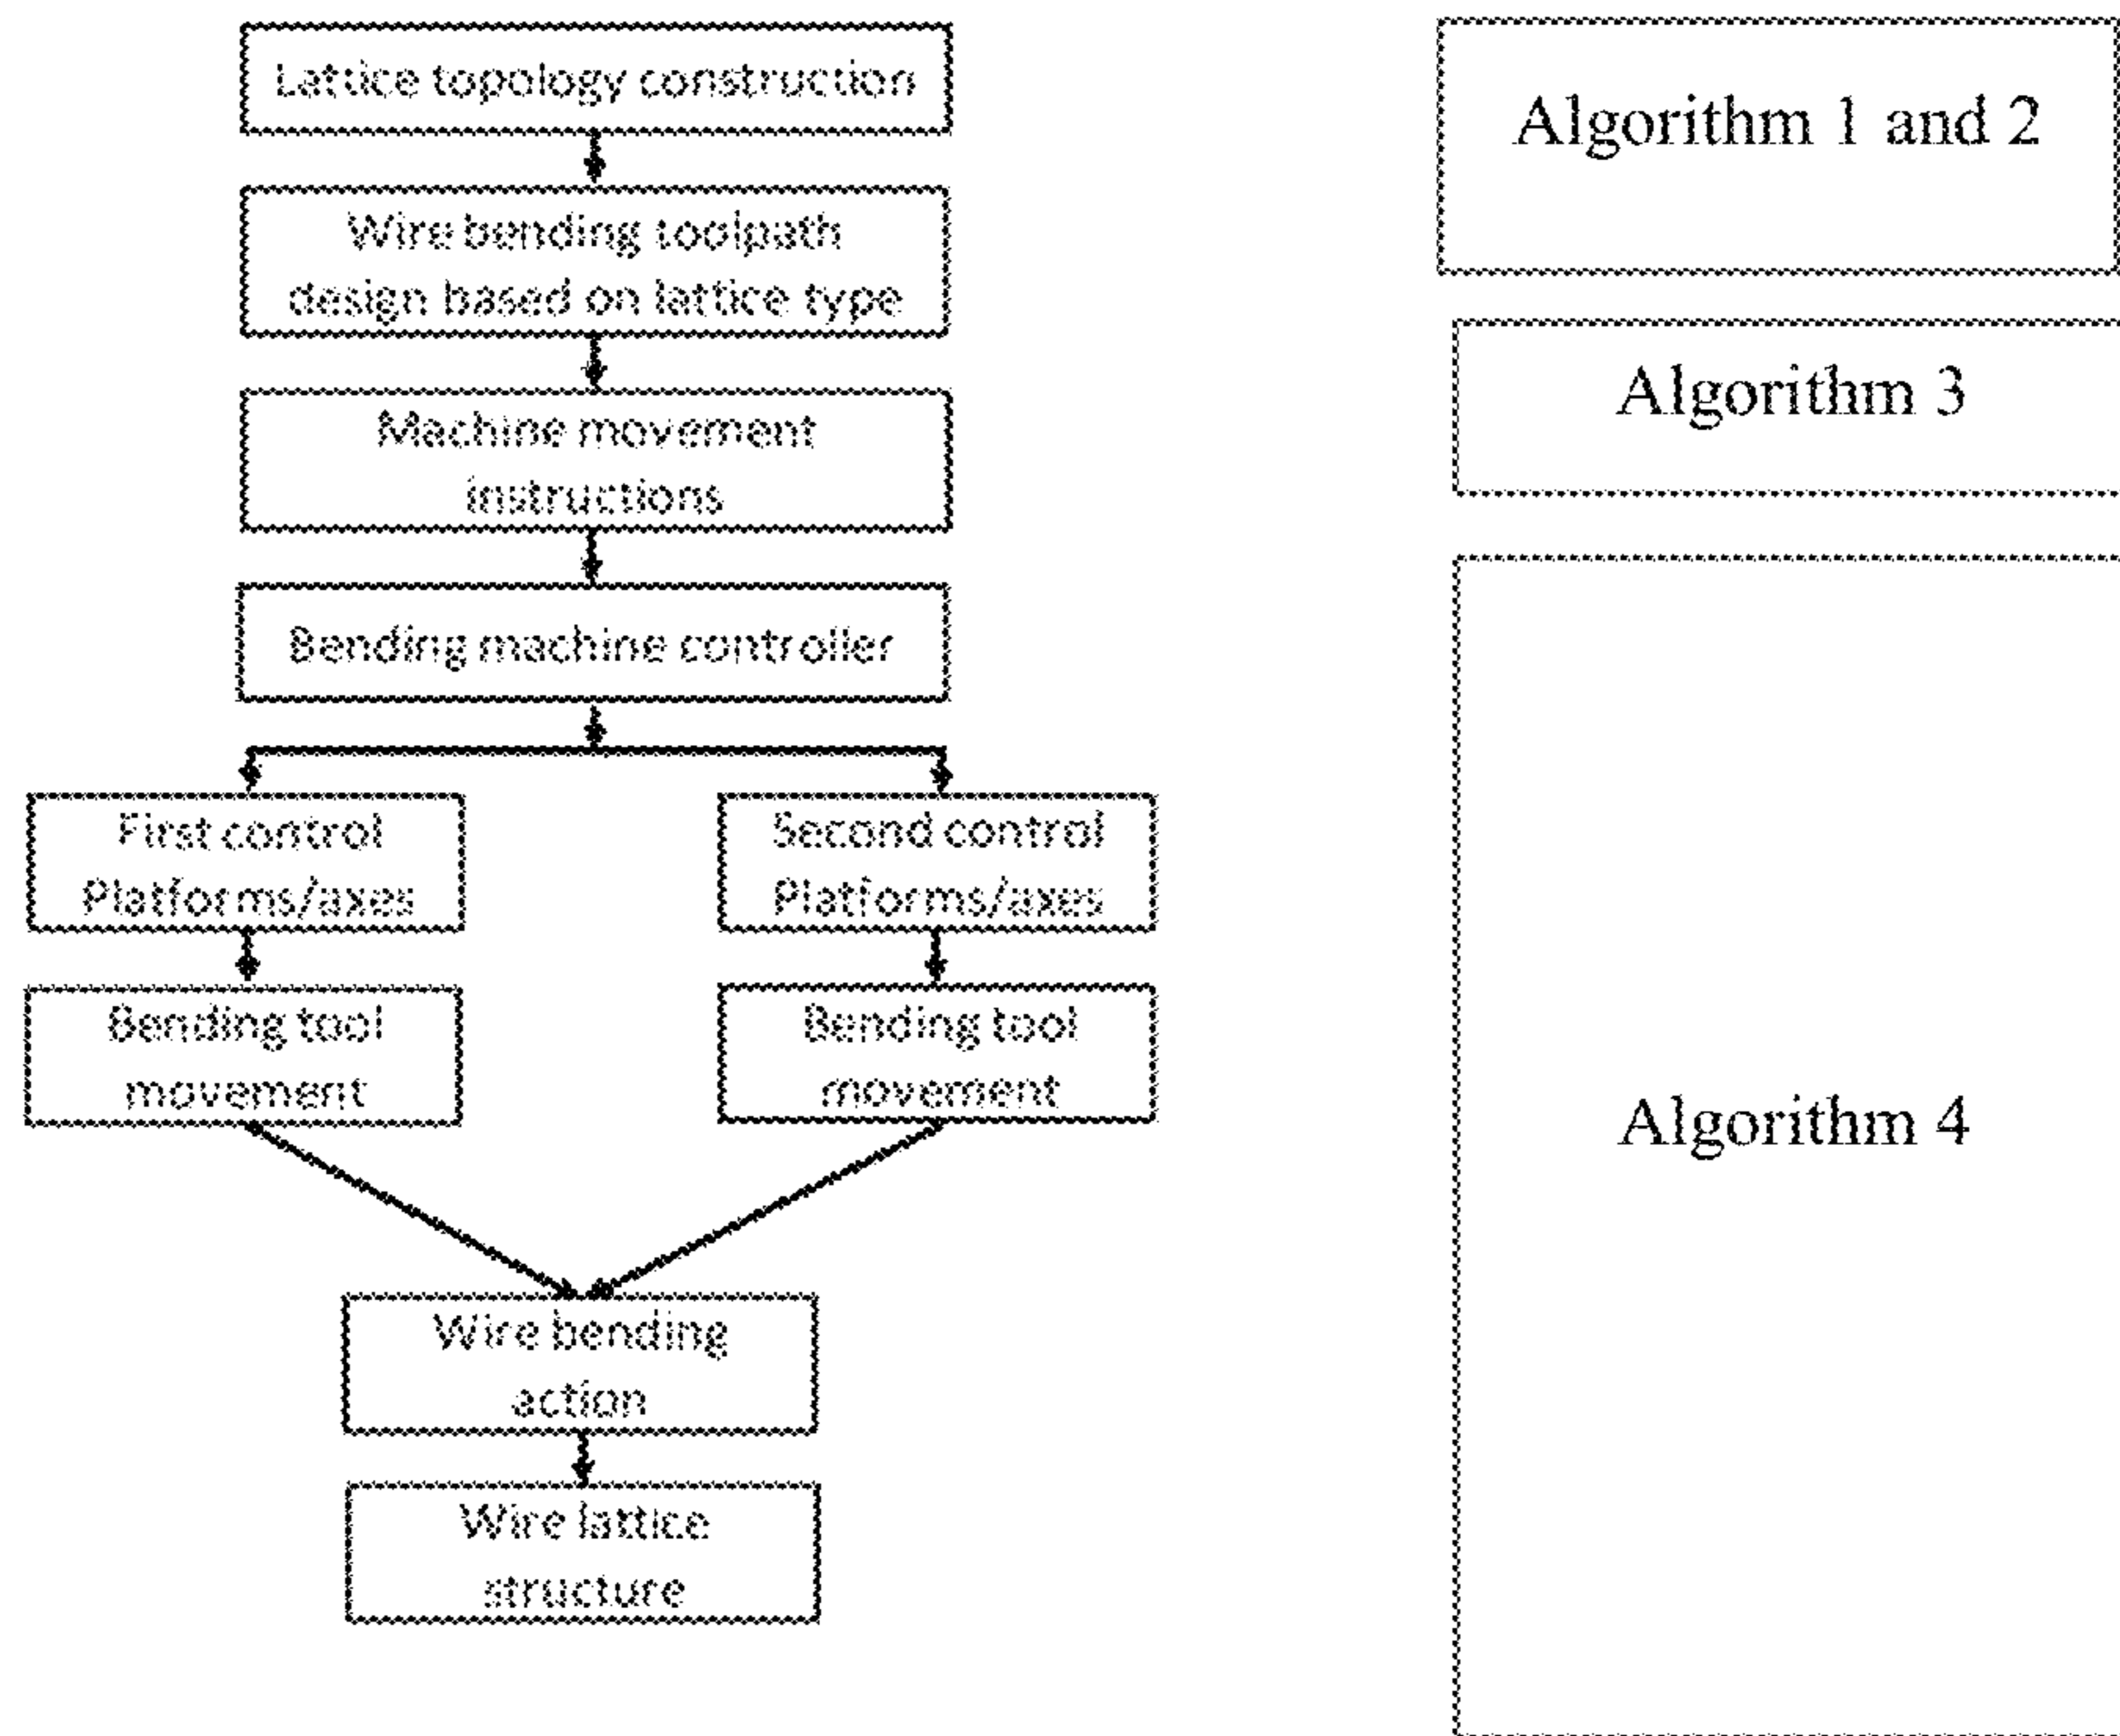 Lattice topology construction
Wire bending toolpath
design based on lattice type
Machine movement
instructions
Bending machine controller
First control
Platforms/axes
Second control
Platforms/axes
Bending tool
movement
Bending tool
movement
Wire bending
action
Wire lattice
structure
Algorithm 1 and 2
Algorithm 3
Algorithm 4